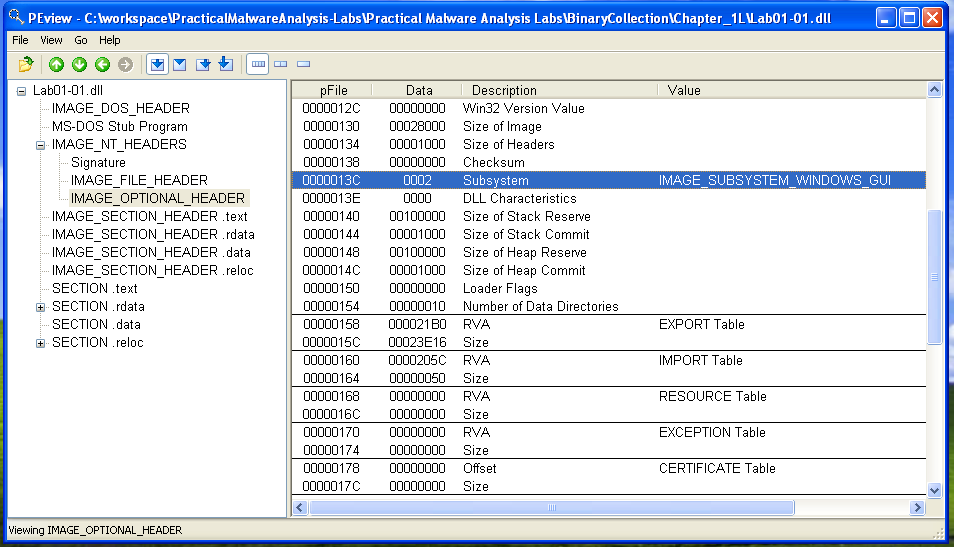 PEview - C:\workspace\PracticalMalwareAnalysis-Labs\Practical Malware Analysis Labs\BinaryCollection\Chapter_1L\Lab01-01.dll
File View Go Help
Lab01-01.dll
IMAGE_DOS_HEADER
MS-DOS Stub Program
IMAGE_NT_HEADERS
Signature
IMAGE_FILE_HEADER
IMAGE_OPTIONAL_HEADER
IMAGE_SECTION_HEADER .text
IMAGE_SECTION_HEADER .rdata
IMAGE_SECTION_HEADER .data
IMAGE_SECTION_HEADER .reloc
SECTION .text
SECTION .rdata
SECTION .data
SECTION .reloc
pFile Data Description Value
0000012C 00000000 Win32 Version Value
00000130 00028000 Size of Image
00000134 00001000 Size of Headers
00000138 00000000 Checksum
0000013C 0002 Subsystem IMAGE_SUBSYSTEM_WINDOWS_GUI
0000013E 0000 DLL Characteristics
00000140 00100000 Size of Stack Reserve
00000144 00001000 Size of Stack Commit
00000148 00100000 Size of Heap Reserve
0000014C 00001000 Size of Heap Commit
00000150 00000000 Loader Flags
00000154 00000010 Number of Data Directories
00000158 000021B0 RVA EXPORT Table
0000015C 00023E16 Size
00000160 0000205C RVA IMPORT Table
00000164 00000050 Size
00000168 00000000 RVA RESOURCE Table
0000016C 00000000 Size
00000170 00000000 RVA EXCEPTION Table
00000174 00000000 Size
00000178 00000000 Offset CERTIFICATE Table
0000017C 00000000 Size
Viewing IMAGE_OPTIONAL_HEADER